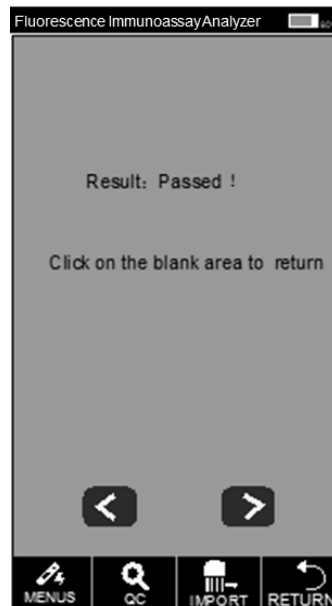 Fluorescence Immunoassay Analyzer
Result: Passed !
Click on the blank area to return
MENUS QC IMPORT RETURN